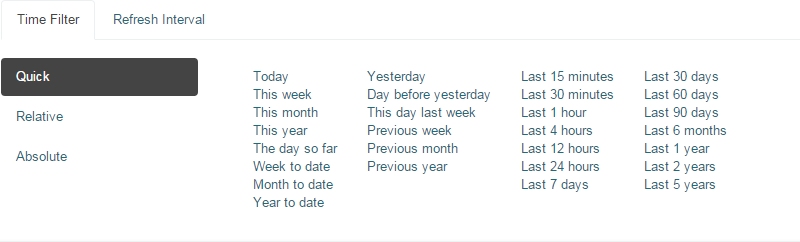 Time Filter
Refresh Interval
Quick
Relative
Absolute
Today
This week
This month
This year
The day so far
Week to date
Month to date
Year to date
Yesterday
Day before yesterday
This day last week
Previous week
Previous month
Previous year
Last 15 minutes
Last 30 minutes
Last 1 hour
Last 4 hours
Last 12 hours
Last 24 hours
Last 7 days
Last 30 days
Last 60 days
Last 90 days
Last 6 months
Last 1 year
Last 2 years
Last 5 years